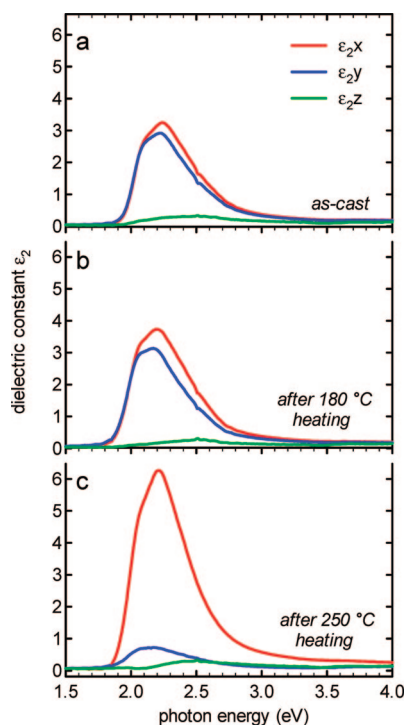 dielectric constant ε₂
6
5
4
3
2
1
0
a
ε₂x
ε₂y
ε₂z
as-cast
6
5
4
3
2
1
0
b
after 180 °C
heating
6
5
4
3
2
1
0
c
after 250 °C
heating
1.5 2.0 2.5 3.0 3.5 4.0
photon energy (eV)